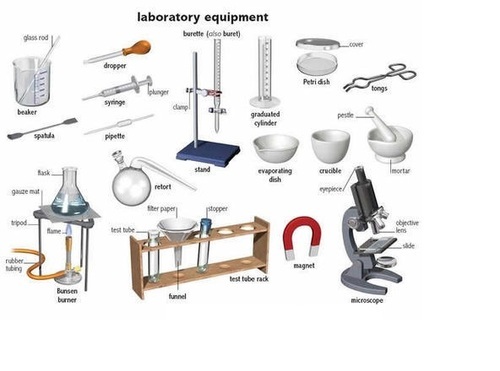 laboratory equipment
glass rod
burette (also buret)
cover
dropper
plunger
Petri dish
tongs
syringe
clamp
beaker
graduated
cylinder
pestle
spatula
pipette
evaporating
dish
crucible
mortar
stand
flask
retort
eyepiece
gauze mat
filter paper
stopper
tripod
flame
test tube
objective
lens
slide
rubber
tubing
magnet
test tube rack
Bunsen
burner
funnel
microscope